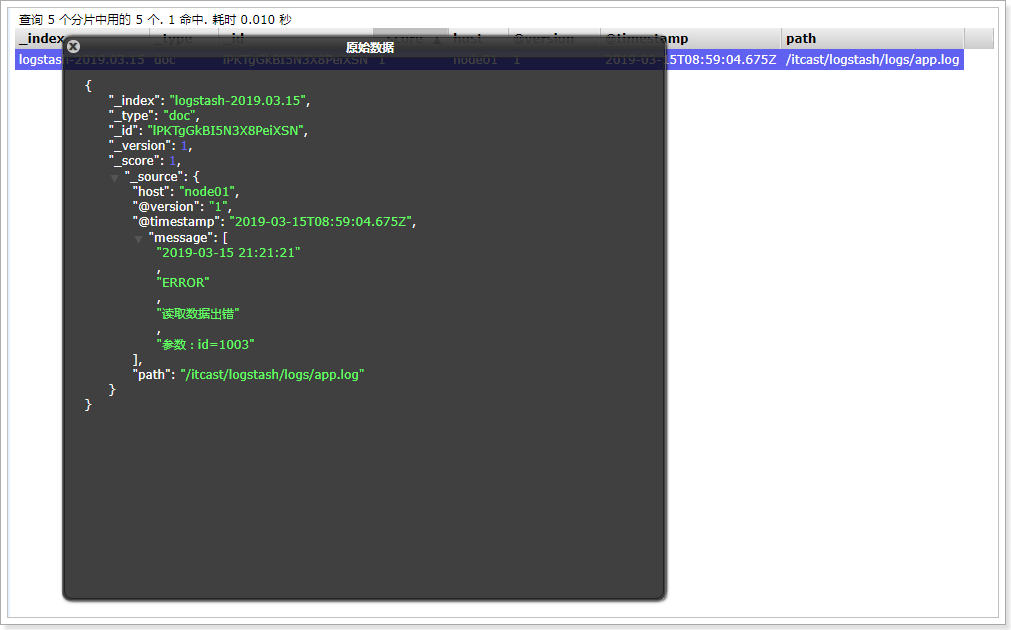 查询 5 个分片中用的 5 个. 1 命中. 耗时 0.010 秒
_index _type _id _score host @version @timestamp path
原始数据
logstash-2019.03.15 doc lPKTgGkBI5N3X8PeiXSN 1 node01 1 2019-03-15T08:59:04.675Z /itcast/logstash/logs/app.log
{
"_index": "logstash-2019.03.15",
"_type": "doc",
"_id": "lPKTgGkBI5N3X8PeiXSN",
"_version": 1,
"_score": 1,
"_source": {
"host": "node01",
"@version": "1",
"@timestamp": "2019-03-15T08:59:04.675Z",
"message": [
"2019-03-15 21:21:21"
,
"ERROR"
,
"读取数据出错"
,
"参数：id=1003"
],
"path": "/itcast/logstash/logs/app.log"
}
}